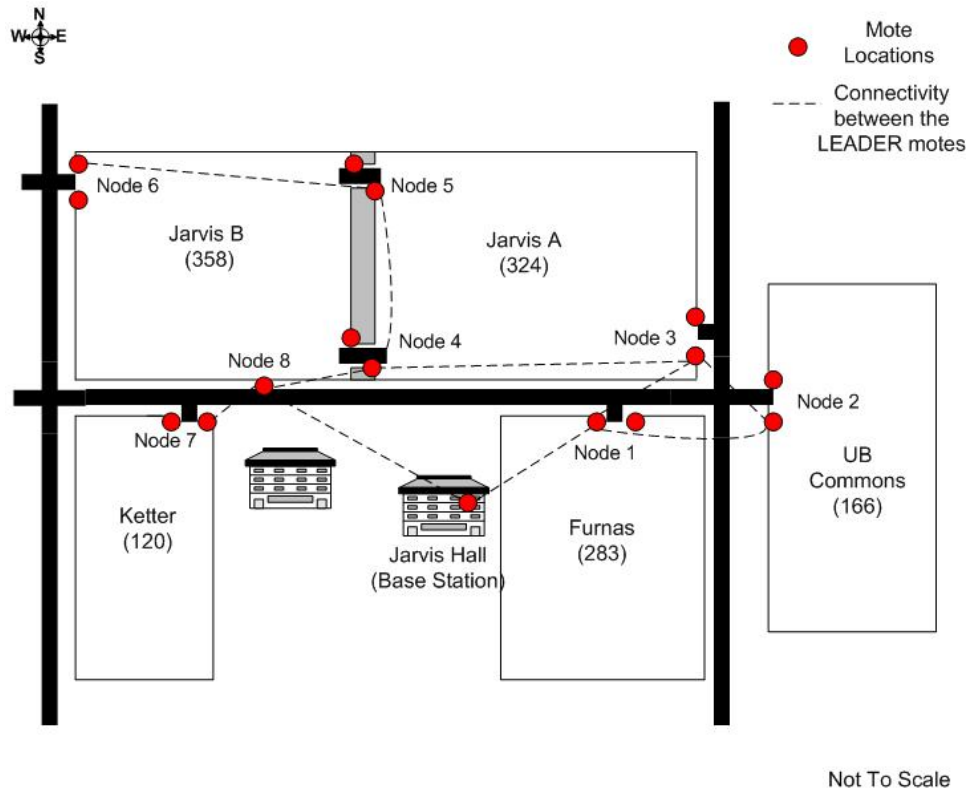 N
W E
S
Mote
Locations
Connectivity
between the
LEADER motes
Node 6
Node 5
Jarvis B
(358)
Jarvis A
(324)
Node 4
Node 3
Node 8
Node 2
Node 7
Node 1
UB
Commons
(166)
Ketter
(120)
Furnas
(283)
Jarvis Hall
(Base Station)
Not To Scale